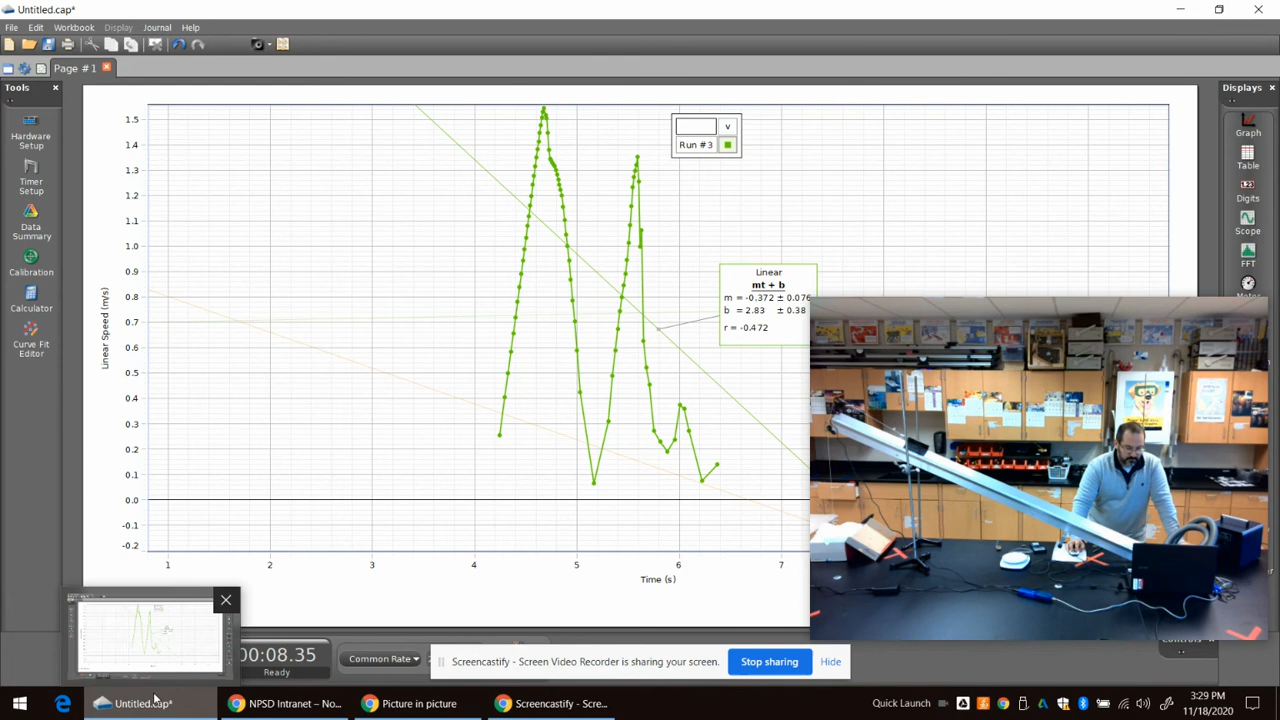 Untitled.cap*
File Edit Workbook Display Journal Help
Page #1
Tools
Displays
Hardware
Setup
Timer
Setup
Data
Summary
Calibration
Calculator
Curve Fit
Editor
Graph
Table
Digits
Scope
FFT
Linear Speed (m/s)
1.5
1.4
1.3
1.2
1.1
1.0
0.9
0.8
0.7
0.6
0.5
0.4
0.3
0.2
0.1
0.0
-0.1
-0.2
v
Run #3
Linear
mt + b
m = -0.372 ± 0.076
b = 2.83 ± 0.38
r = -0.472
1 2 3 4 5 6 7
Time (s)
00:08.35
Ready
Common Rate
Screencastify - Screen Video Recorder is sharing your screen.
Stop sharing
Hide
Untitled.cap*
NPSD Intranet – No...
Picture in picture
Screencastify - Scre...
Quick Launch
3:29 PM
11/18/2020